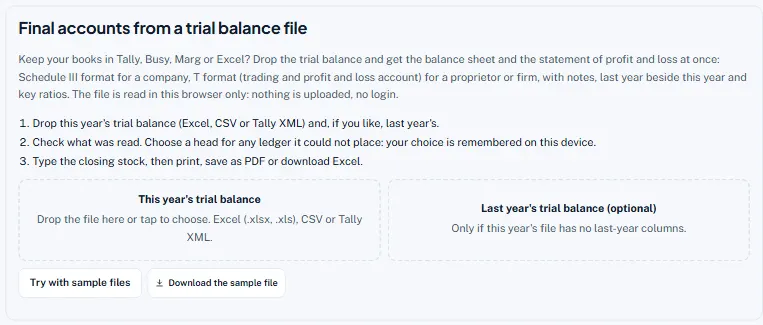 Final accounts from a trial balance file
Keep your books in Tally, Busy, Marg or Excel? Drop the trial balance and get the balance sheet and the statement of profit and loss at once:
Schedule III format for a company, T format (trading and profit and loss account) for a proprietor or firm, with notes, last year beside this year and
key ratios. The file is read in this browser only: nothing is uploaded, no login.
1. Drop this year's trial balance (Excel, CSV or Tally XML) and, if you like, last year's.
2. Check what was read. Choose a head for any ledger it could not place: your choice is remembered on this device.
3. Type the closing stock, then print, save as PDF or download Excel.
This year's trial balance
Drop the file here or tap to choose. Excel (.xlsx, .xls), CSV or Tally
XML.
Last year's trial balance (optional)
Only if this year's file has no last-year columns.
Try with sample files
Download the sample file